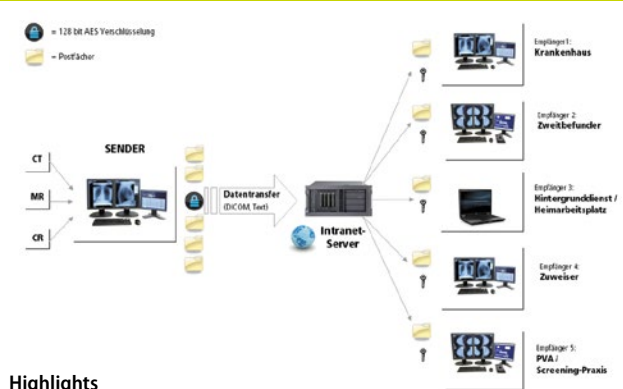 = 128 bit AES Verschlüsselung
= Postfächer
SENDER
CT
MR
CR
Datentransfer
(DICOM, Text)
Intranet-
Server
Empfänger 1:
Krankenhaus
Empfänger 2:
Zweitbefunder
Empfänger 3:
Hintergrunddienst /
Heimarbeitsplatz
Empfänger 4:
Zuweiser
Empfänger 5:
PVA /
Screening-Praxis
Highlights